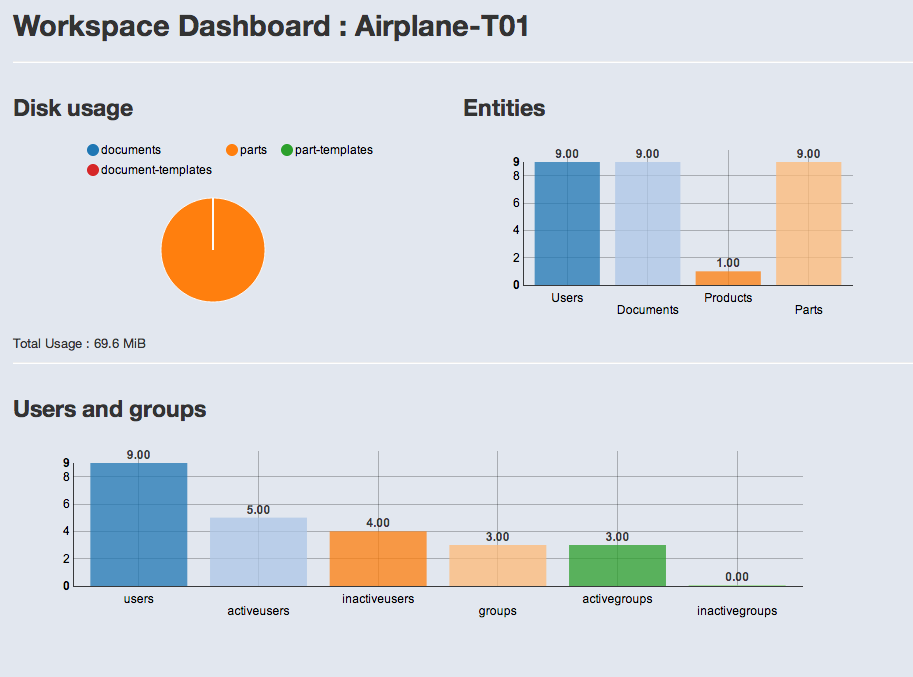 Workspace Dashboard : Airplane-T01
Disk usage
documents parts part-templates
document-templates
Total Usage : 69.6 MiB
Entities
9.00 9.00 9.00
9
8
6
4
2
0
1.00
Users Products
Documents Parts
Users and groups
9.00
9
8
6
4
2
0
5.00
4.00
3.00 3.00
0.00
users inactiveusers activegroups
activeusers groups inactivegroups